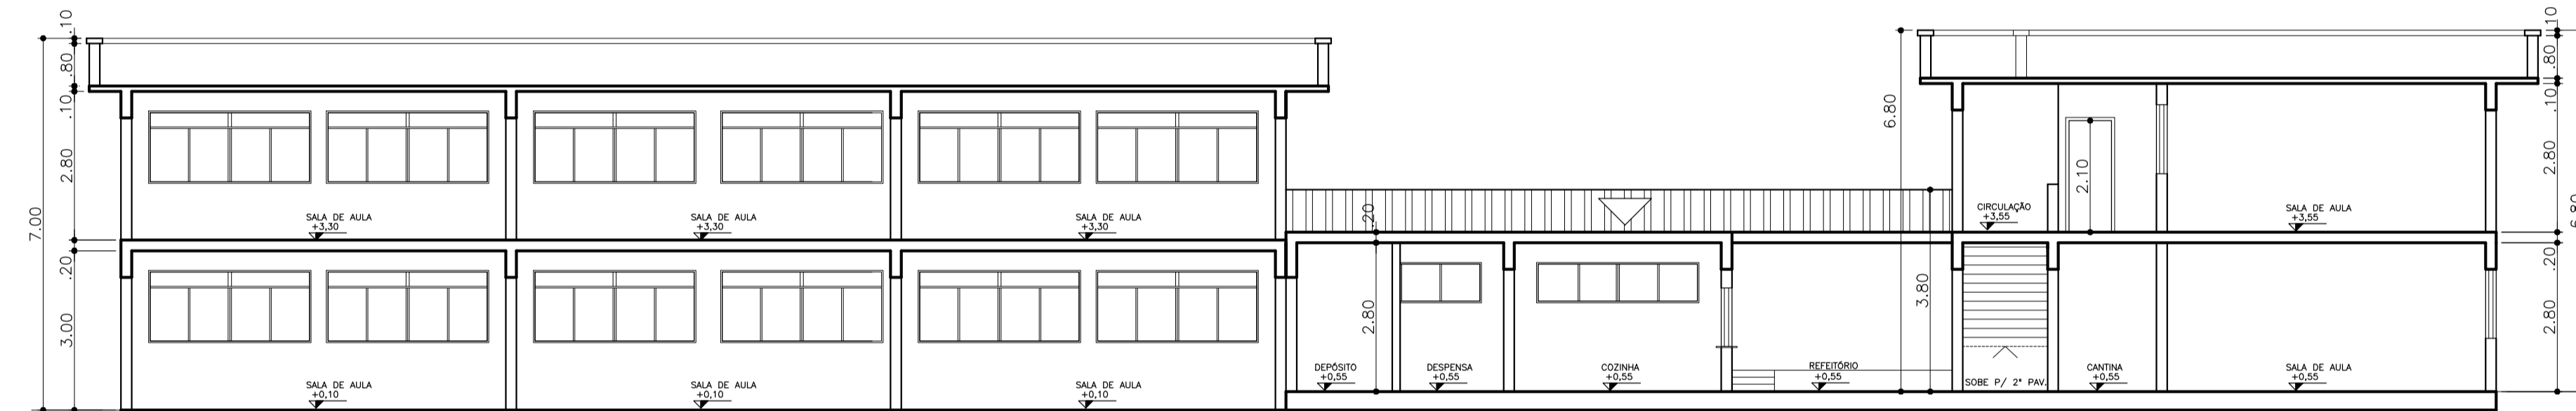 .10
.80
.10
2.80
7.00
.20
3.00
SALA DE AULA
+3,30
SALA DE AULA
+3,30
SALA DE AULA
+3,30
SALA DE AULA
+0,10
SALA DE AULA
+0,10
SALA DE AULA
+0,10
.20
2.80
DEPÓSITO
+0,55
DESPENSA
+0,55
COZINHA
+0,55
REFEITÓRIO
+0,55
6.80
3.80
CIRCULAÇÃO
+3,55
2.10
SALA DE AULA
+3,55
SOBE P/ 2° PAV.
CANTINA
+0,55
SALA DE AULA
+0,55
.10
.80
.10
2.80
6.80
.20
2.80